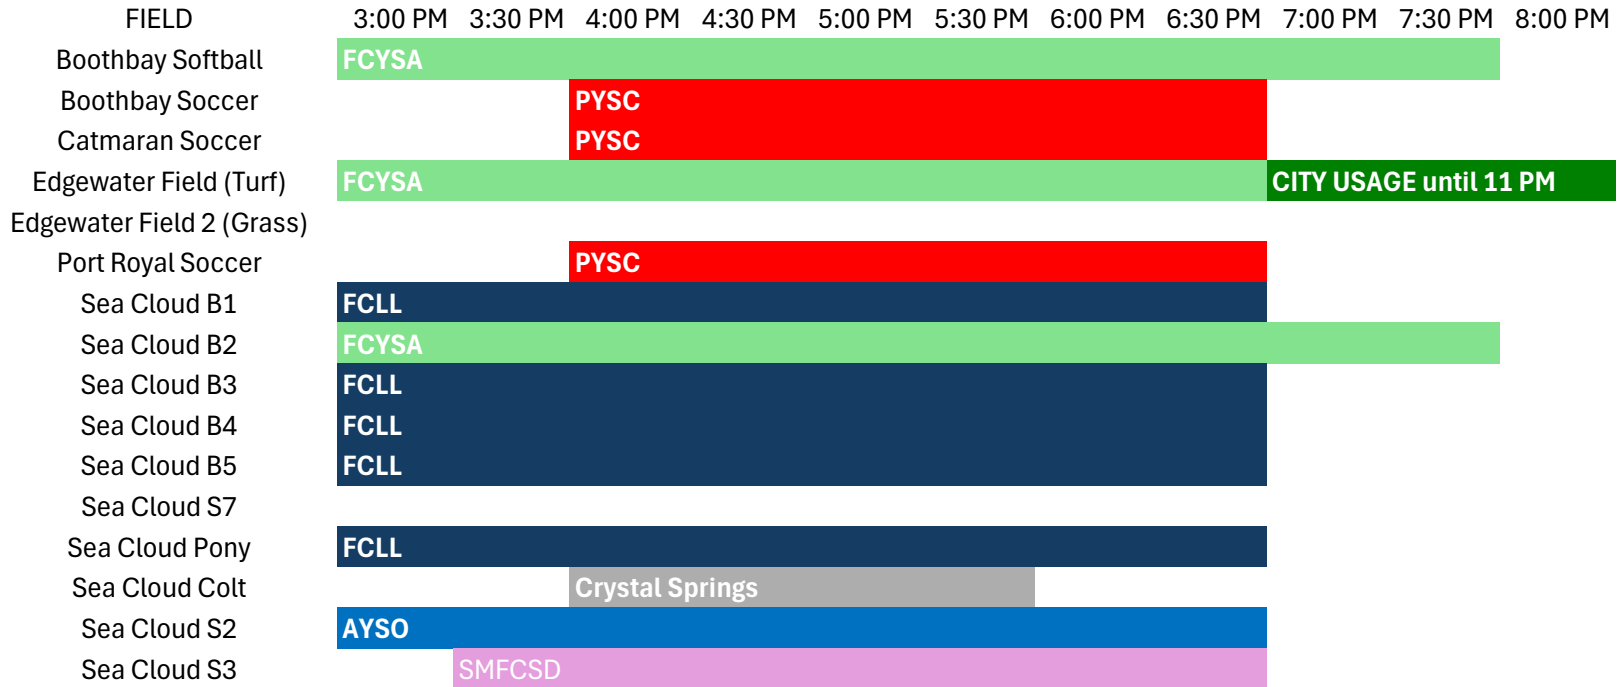 FIELD 3:00 PM 3:30 PM 4:00 PM 4:30 PM 5:00 PM 5:30 PM 6:00 PM 6:30 PM 7:00 PM 7:30 PM 8:00 PM
Boothbay Softball FCYSA
Boothbay Soccer PYSC
Catmaran Soccer PYSC
Edgewater Field (Turf) FCYSA CITY USAGE until 11 PM
Edgewater Field 2 (Grass)
Port Royal Soccer PYSC
Sea Cloud B1 FCLL
Sea Cloud B2 FCYSA
Sea Cloud B3 FCLL
Sea Cloud B4 FCLL
Sea Cloud B5 FCLL
Sea Cloud S7
Sea Cloud Pony FCLL
Sea Cloud Colt Crystal Springs
Sea Cloud S2 AYSO
Sea Cloud S3 SMFCSD